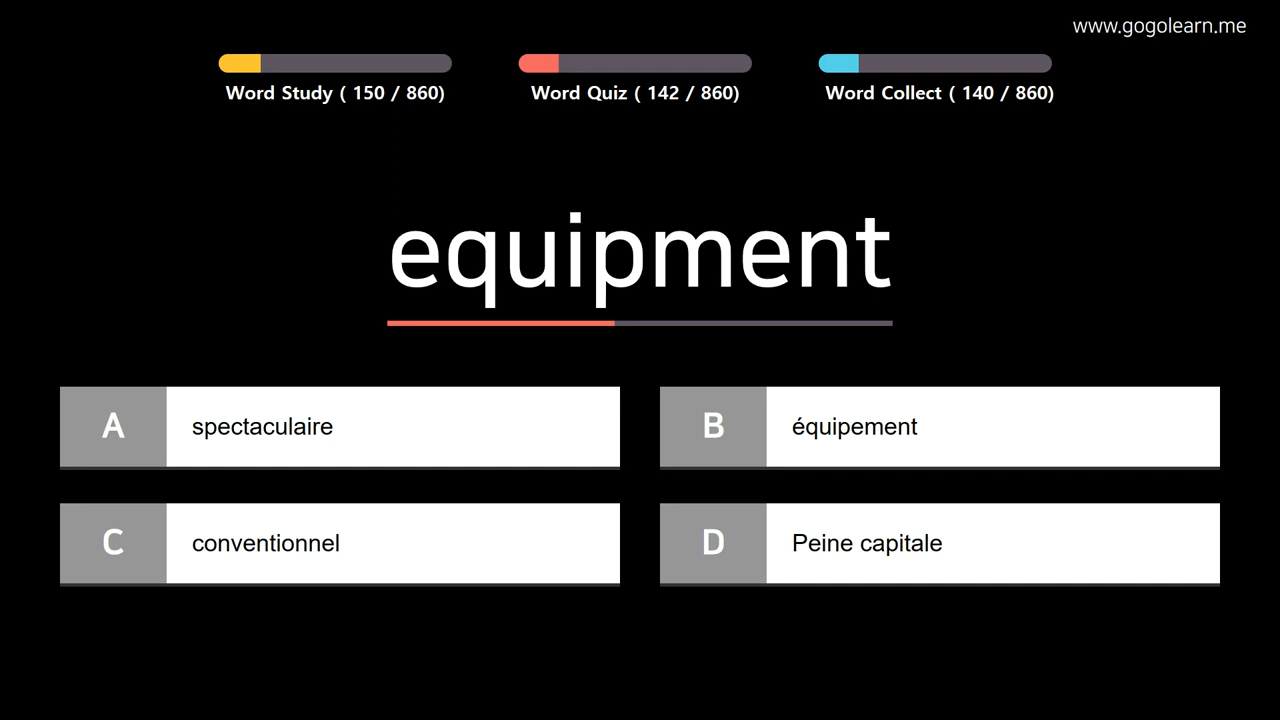 www.gogolearn.me
Word Study ( 150 / 860)
Word Quiz ( 142 / 860)
Word Collect ( 140 / 860)
equipment
A
spectaculaire
B
équipement
C
conventionnel
D
Peine capitale